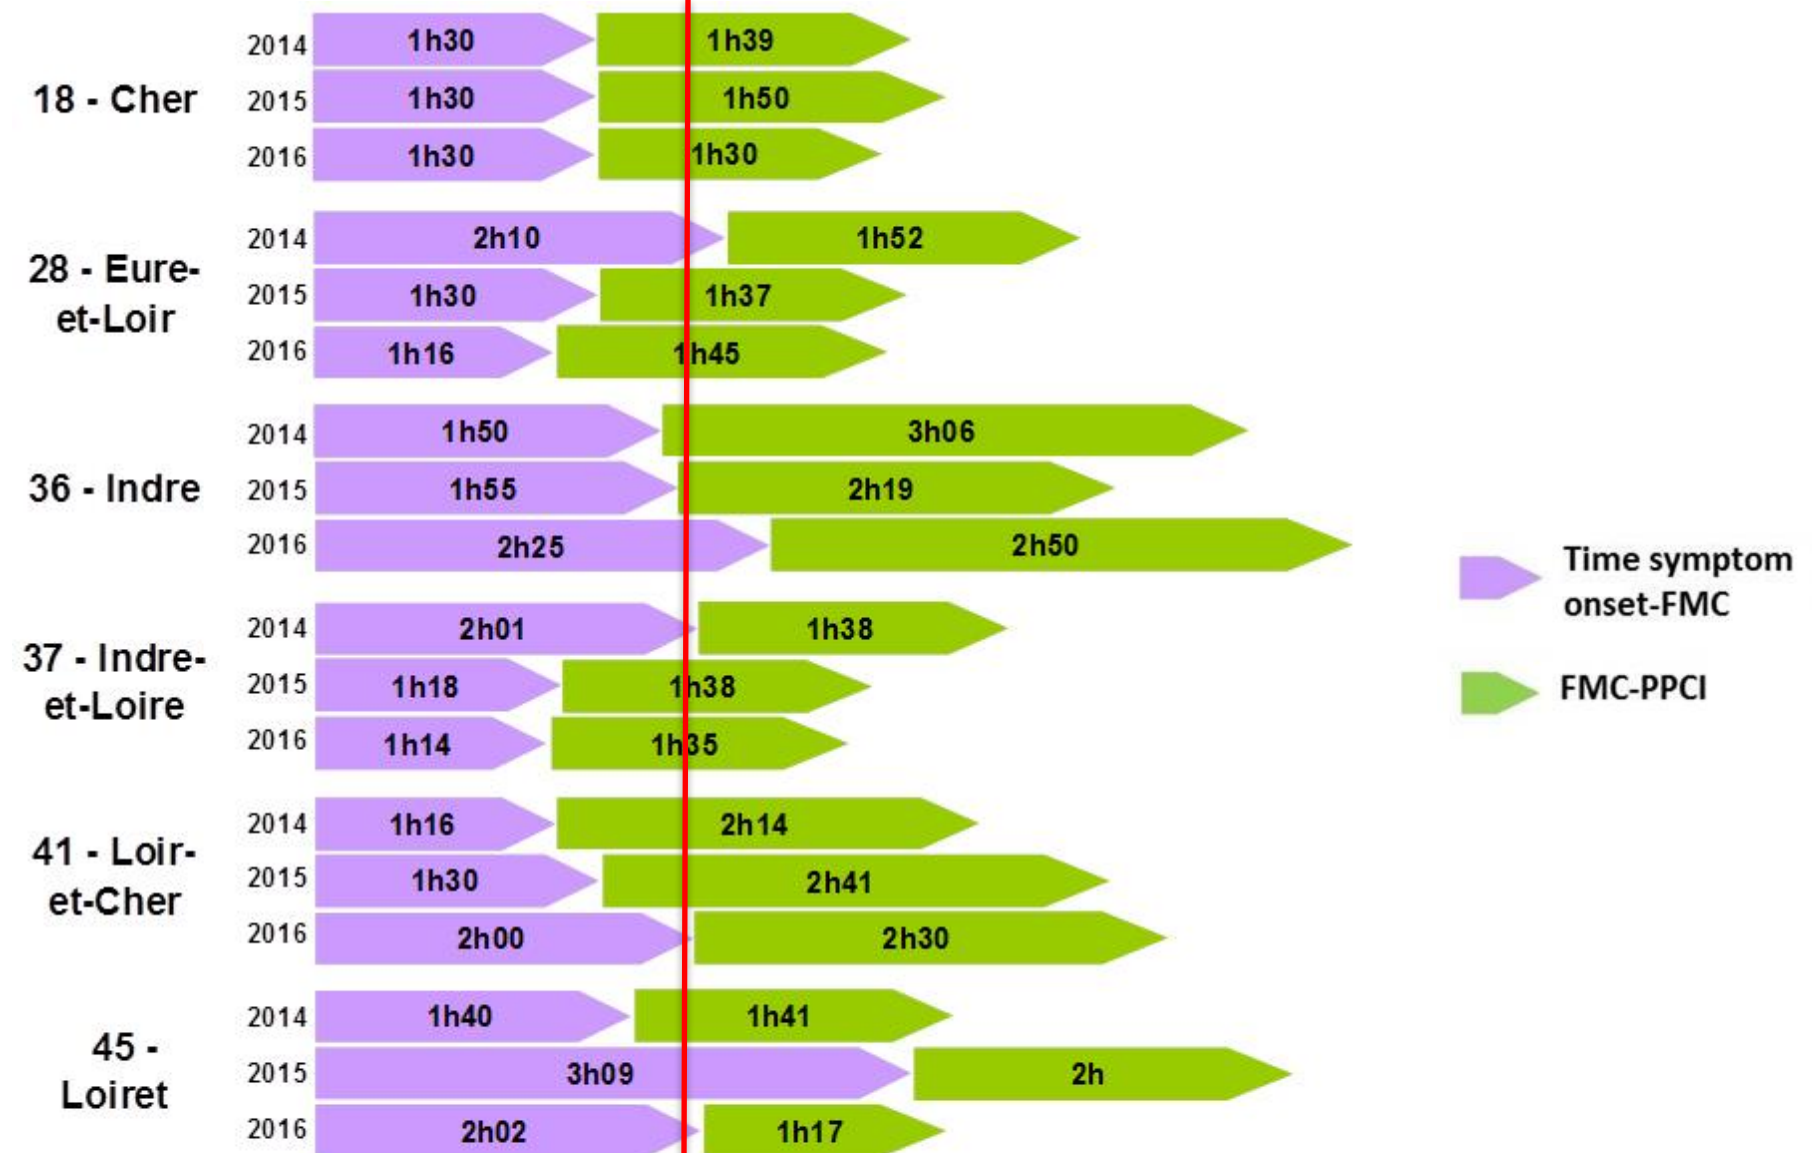 2014 1h30 1h39
18 - Cher
2015 1h30 1h50
2016 1h30 1h30
2014 2h10 1h52
28 - Eure-
et-Loir
2015 1h30 1h37
2016 1h16 1h45
2014 1h50 3h06
36 - Indre
2015 1h55 2h19
2016 2h25 2h50
Time symptom
onset-FMC
2014 2h01 1h38
37 - Indre-
et-Loire
2015 1h18 1h38
FMC-PPCI
2016 1h14 1h35
2014 1h16 2h14
41 - Loir-
et-Cher
2015 1h30 2h41
2016 2h00 2h30
2014 1h40 1h41
45 -
Loiret
2015 3h09 2h
2016 2h02 1h17